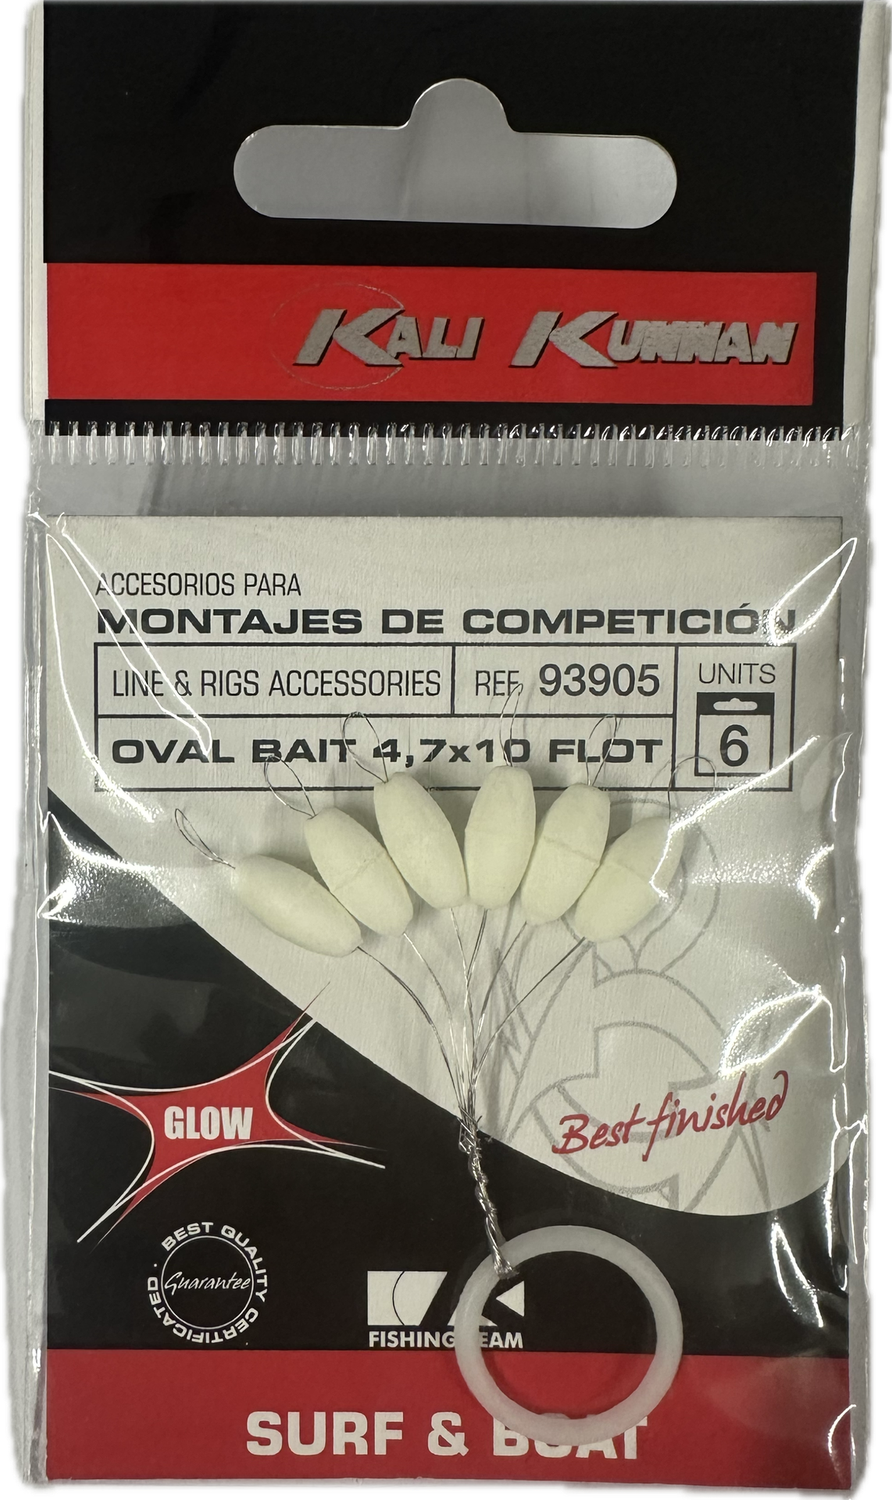 KALI KUNNAN
ACCESORIOS PARA
MONTAJES DE COMPETICIÓN
LINE & RIGS ACCESSORIES
REF. 93905
UNITS
6
OVAL BAIT 4,7x10 FLOT
GLOW
Best finished
BEST QUALITY
Guarantee
CERTIFICATED
FISHING TEAM
SURF & BOAT